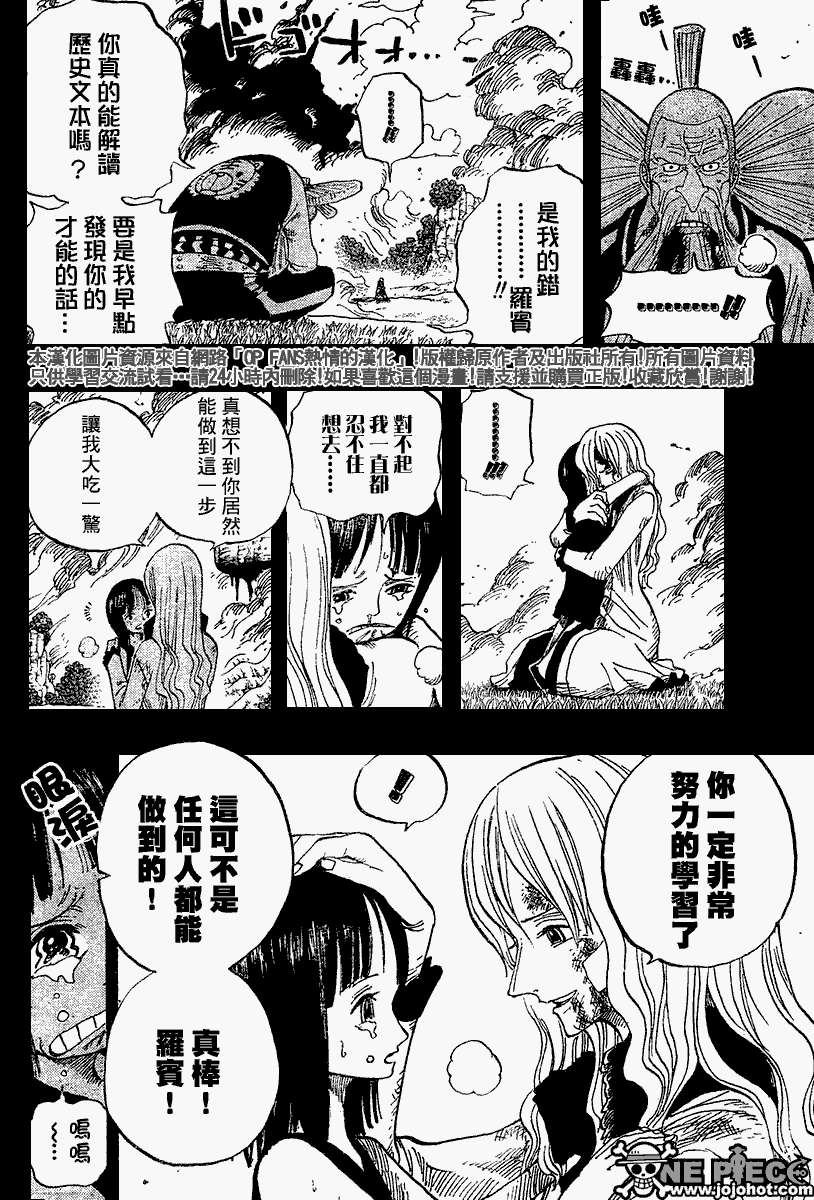 哇－
哇－
轟轟…
………!!
ドドドド…
………!!
是我的錯
…………
……羅賓
你真的能解讀
歷史文本嗎？
要是我早點
發現你的
才能的話…
本漢化圖片資源來自網路「OP FANS熱情的漢化」!版權歸原作者及出版社所有!所有圖片資料
只供學習交流試看…請24小時內刪除!如果喜歡這個漫畫!請支援並購買正版!收藏欣賞!謝謝!
………!!!
對不起
我一直都
忍不住
想去……
真想不到你居然
能做到這一步
讓我大吃一驚
你一定非常
努力的學習了
!
這可不是
任何人都能
做到的！
真棒！
羅賓！
眼淚
嗚嗚
～……
ONE PIECE
www.jojohot.com